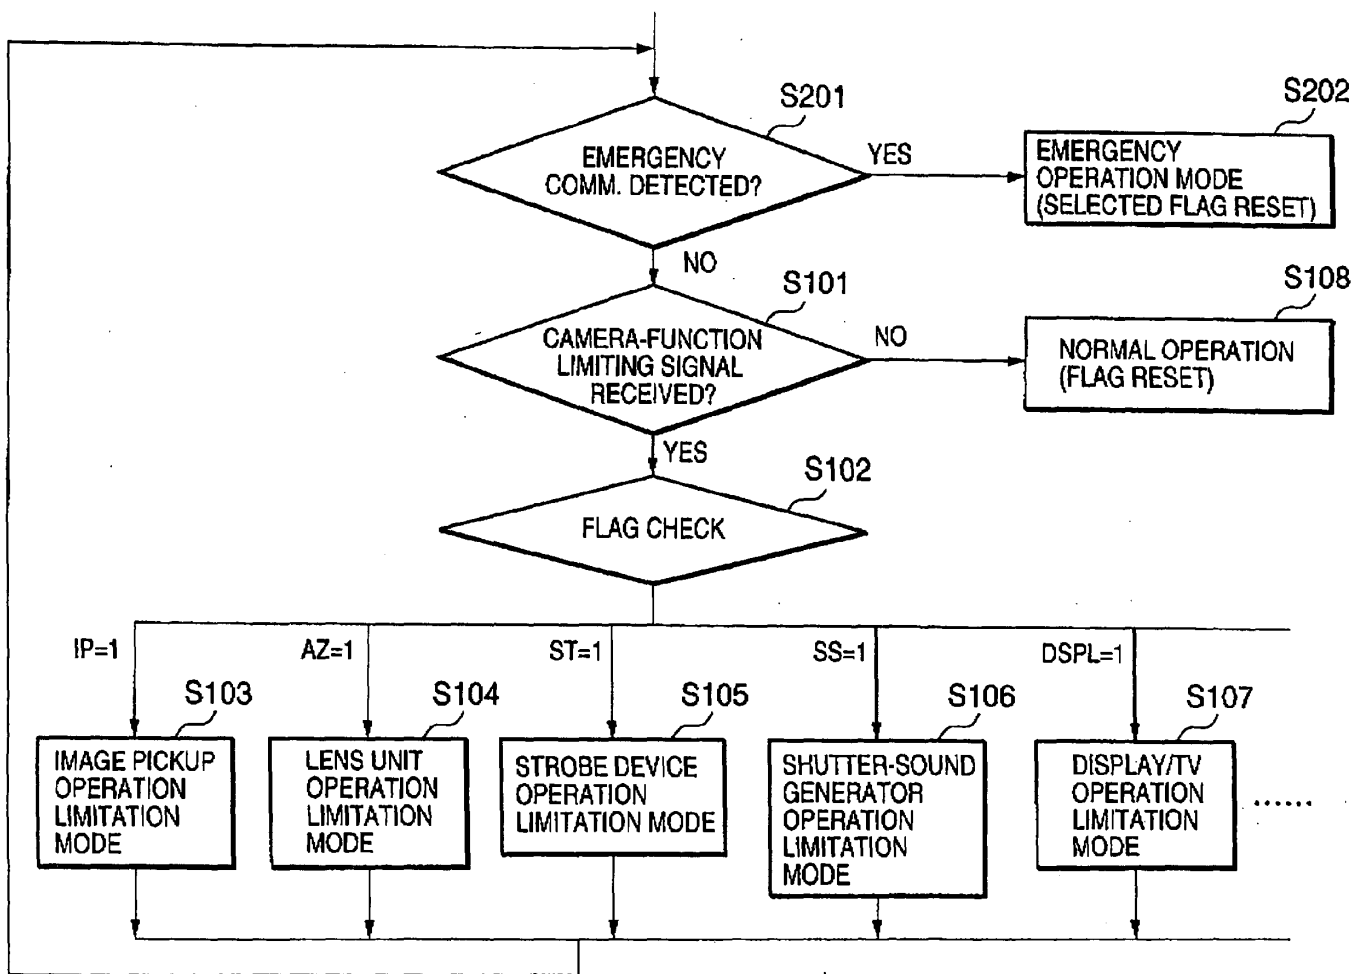 S201
EMERGENCY
COMM. DETECTED?
YES
S202
EMERGENCY
OPERATION MODE
(SELECTED FLAG RESET)
NO
S101
CAMERA-FUNCTION
LIMITING SIGNAL
RECEIVED?
NO
S108
NORMAL OPERATION
(FLAG RESET)
YES
S102
FLAG CHECK
IP=1
AZ=1
ST=1
SS=1
DSPL=1
S103
IMAGE PICKUP
OPERATION
LIMITATION
MODE
S104
LENS UNIT
OPERATION
LIMITATION
MODE
S105
STROBE DEVICE
OPERATION
LIMITATION MODE
S106
SHUTTER-SOUND
GENERATOR
OPERATION
LIMITATION
MODE
S107
DISPLAY/TV
OPERATION
LIMITATION
MODE
......